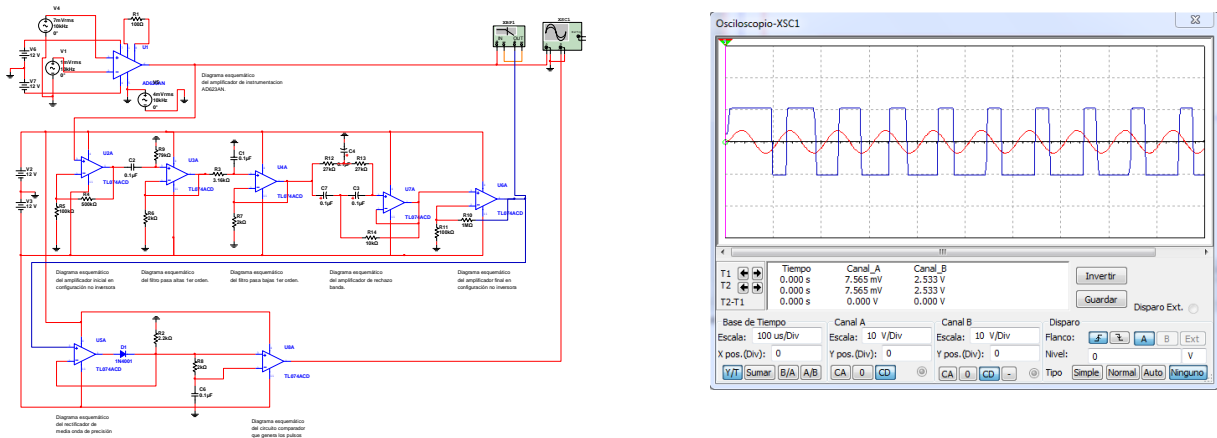 V4
7mVrms
10kHz
0°
R1
100Ω
V6
-12 V
V1
1mVrms
10kHz
0°
U1
AD623AN
V7
-12 V
4mVrms
10kHz
0°
Diagrama esquemático
del amplificador de instrumentacion
AD623AN.
IN OUT
XSC1
V2
12 V
V3
-12 V
U2A
TL074ACD
R5
100kΩ
500kΩ
C2
0.1µF
R9
79kΩ
U3A
TL074ACD
R6
2kΩ
R3
3.16kΩ
C1
0.1µF
U4A
TL074ACD
R7
2kΩ
R12
27kΩ
C4
R13
27kΩ
C7
0.1µF
C3
0.1µF
U7A
TL074ACD
R14
10kΩ
U6A
TL074ACD
R10
1MΩ
R11
100kΩ
Diagrama esquemático
del amplificador inicial en
configuración no inversora
Diagrama esquemático
del filtro pasa altas 1er orden.
Diagrama esquemático
del filtro pasa bajas 1er orden.
Diagrama esquemático
del amplificador de rechazo
banda.
Diagrama esquemático
del amplificador final en
configuración no inversora
U5A
TL074ACD
D1
1N4001
R2
2.2kΩ
R8
2kΩ
C6
0.1µF
U8A
TL074ACD
Diagrama esquemático
del rectificador de
media onda de precisión
Diagrama esquemático
del circuito comparador
que genera los pulsos
Osciloscopio-XSC1
T1
T2
T2-T1
Tiempo Canal_A Canal_B
0.000 s 7.565 mV 2.533 V
0.000 s 7.565 mV 2.533 V
0.000 s 0.000 V 0.000 V
Invertir
Guardar
Disparo Ext.
Base de Tiempo
Escala: 100 us/Div
X pos.(Div): 0
Y/T Sumar B/A A/B
Canal A
Escala: 10 V/Div
Y pos.(Div): 0
CA 0 CD
Canal B
Escala: 10 V/Div
Y pos.(Div): 0
CA 0 CD -
Disparo
Flanco: A B Ext
Nivel: 0 V
Tipo Simple Normal Auto Ninguno